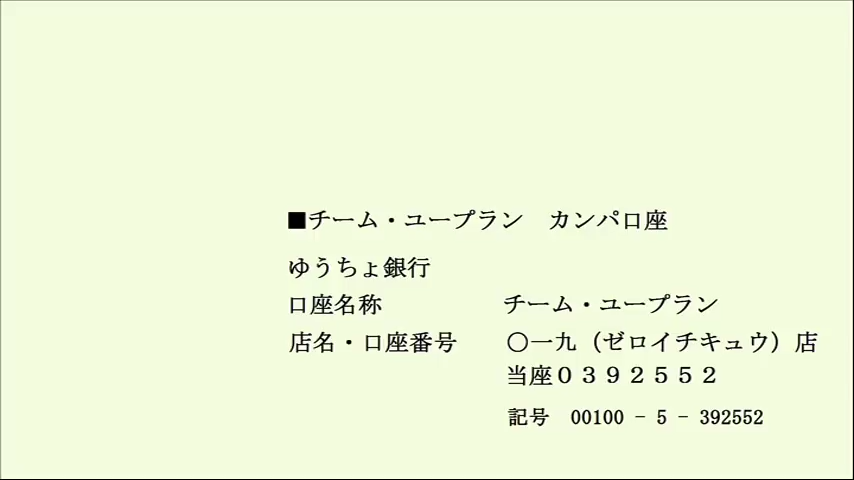 ■チーム・ユープラン　カンパ口座
ゆうちょ銀行
口座名称　チーム・ユープラン
店名・口座番号　〇一九（ゼロイチキュウ）店
当座０３９２５５２
記号　00100 － 5 － 392552